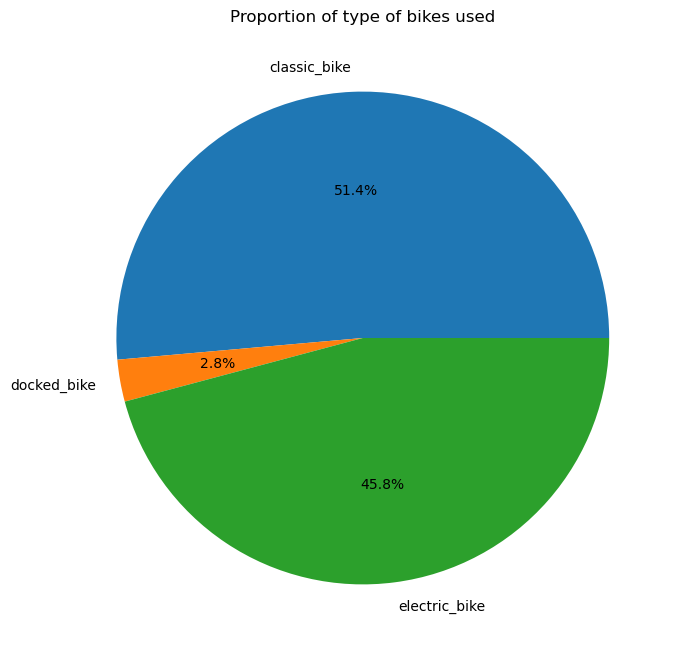 Proportion of type of bikes used
classic_bike
51.4%
docked_bike
2.8%
45.8%
electric_bike